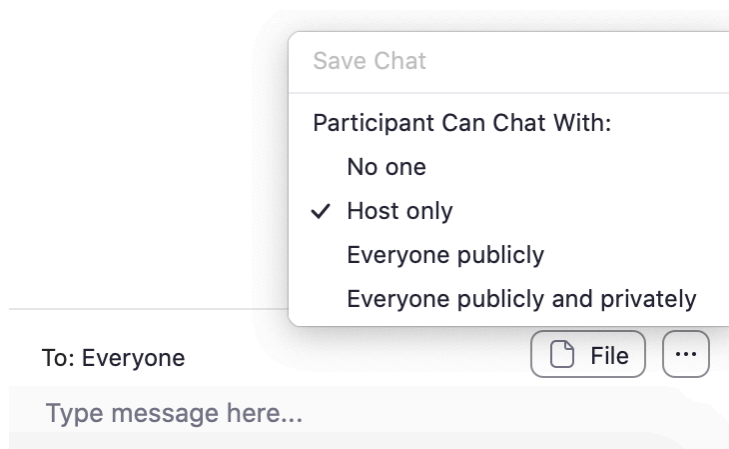 Save Chat
Participant Can Chat With:
No one
Host only
Everyone publicly
Everyone publicly and privately
To: Everyone
File
Type message here...